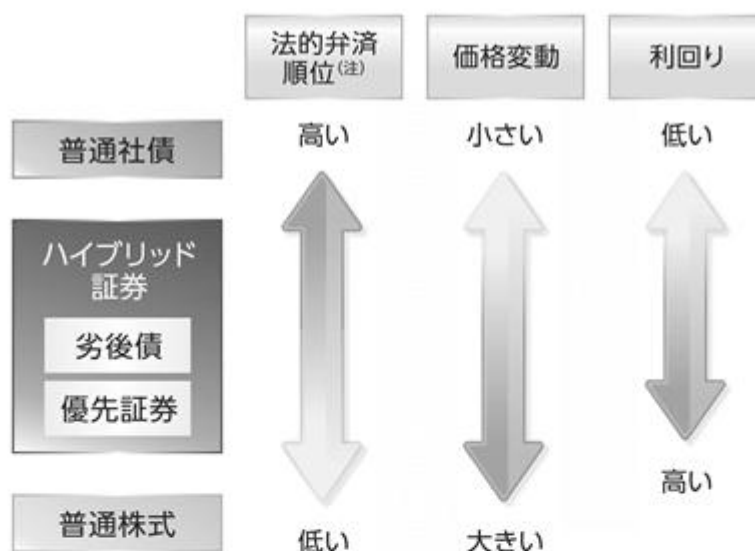 法的弁済
順位(注)
価格変動
利回り
普通社債
高い
小さい
低い
ハイブリッド
証券
劣後債
優先証券
高い
普通株式
低い
大きい